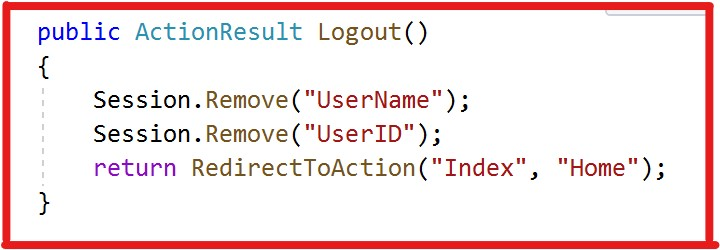 public ActionResult Logout()
{
    Session.Remove("UserName");
    Session.Remove("UserID");
    return RedirectToAction("Index", "Home");
}